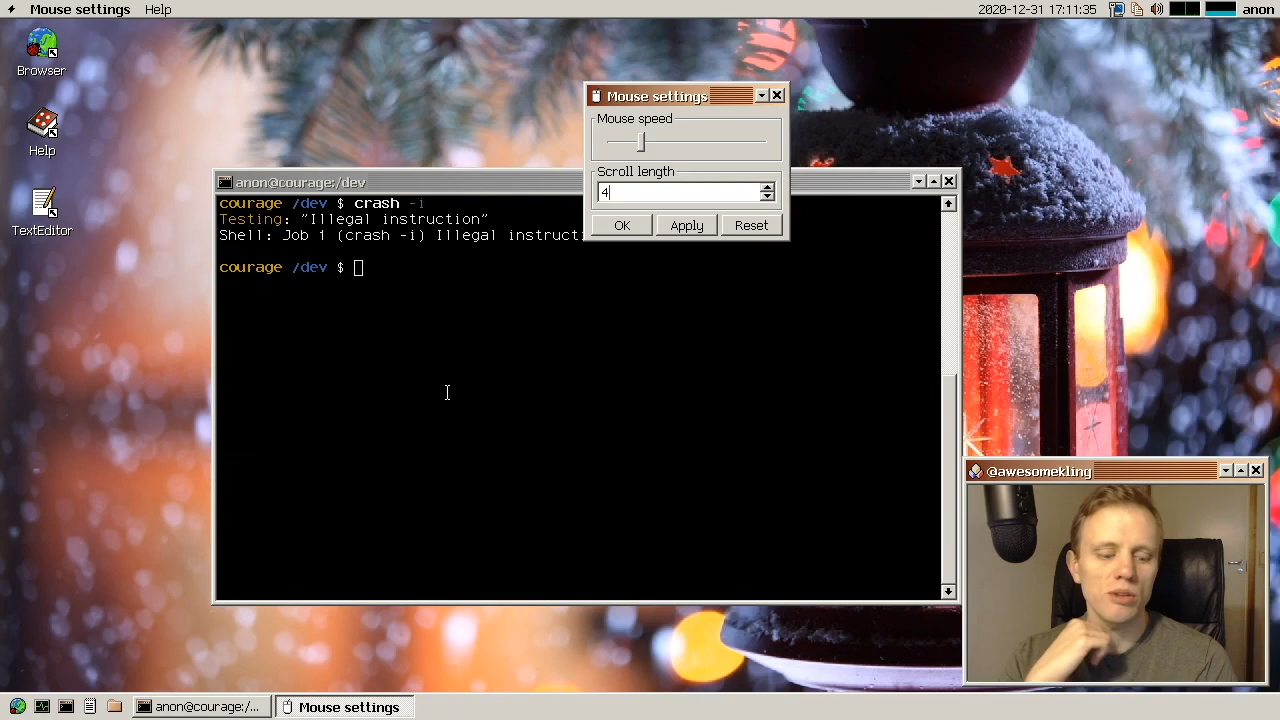 Mouse settings Help 2020-12-31 17:11:35 anon
Browser
Help
TextEditor
Mouse settings
Mouse speed
Scroll length
4
OK Apply Reset
anon@courage:/dev
courage /dev $ crash -i
Testing: "Illegal instruction"
Shell: Job 1 (crash -i) Illegal instructi
courage /dev $
@awesomekling
anon@courage:/... Mouse settings